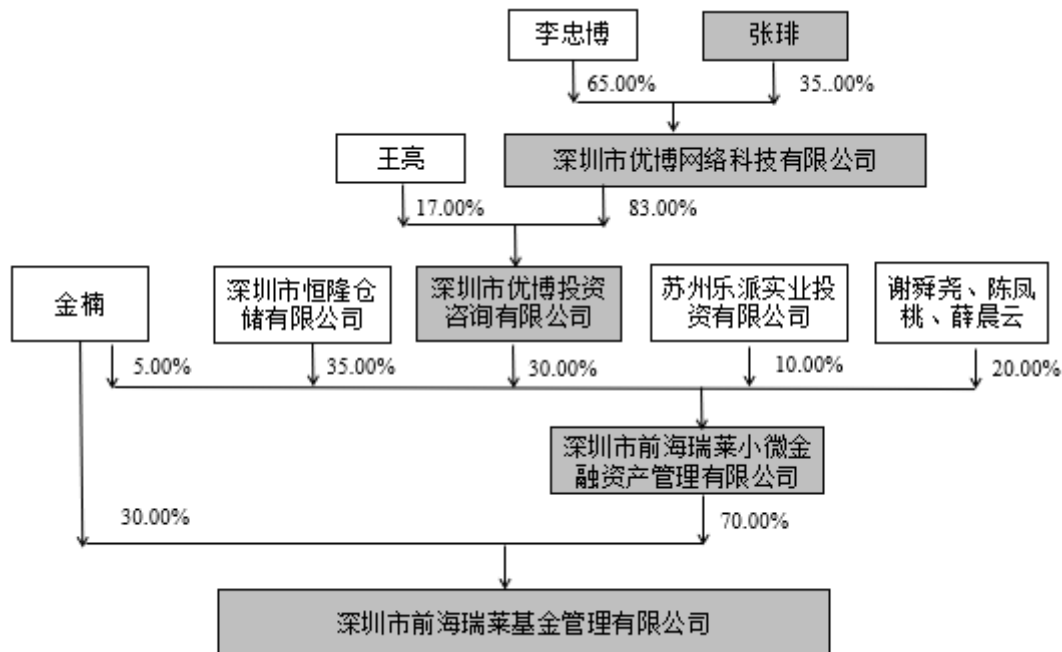 李忠博
张琲
65.00%
35..00%
王亮
深圳市优博网络科技有限公司
17.00%
83.00%
金楠
深圳市恒隆仓
储有限公司
深圳市优博投资
咨询有限公司
苏州乐派实业投
资有限公司
谢舜尧、陈凤
桃、薛晨云
5.00%
35.00%
30.00%
10.00%
20.00%
深圳市前海瑞莱小微金
融资产管理有限公司
30.00%
70.00%
深圳市前海瑞莱基金管理有限公司